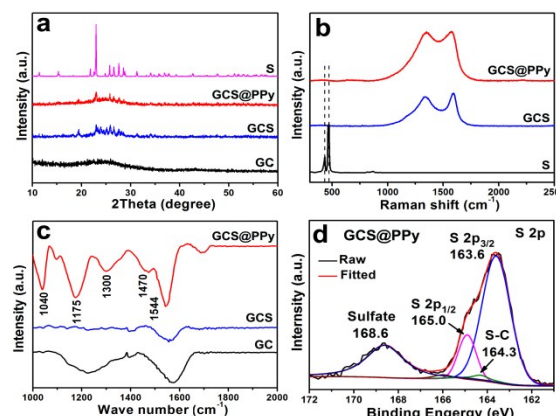 a
S
GCS@PPy
GCS
GC
Intensity (a.u.)
10 20 30 40 50 60
2Theta (degree)
b
GCS@PPy
GCS
S
Intensity (a.u.)
500 1000 1500 2000 2500
Raman shift (cm-1)
c
GCS@PPy
1040
1175
1300
1470
1544
GCS
GC
Intensity (a.u.)
1000 1200 1400 1600 1800 2000
Wave number (cm-1)
d
GCS@PPy
S 2p
Raw
Fitted
S 2p3/2
163.6
S 2p1/2
165.0
S-C
164.3
Sulfate
168.6
Internsity (a.u.)
172 170 168 166 164 162
Binding Energy (eV)